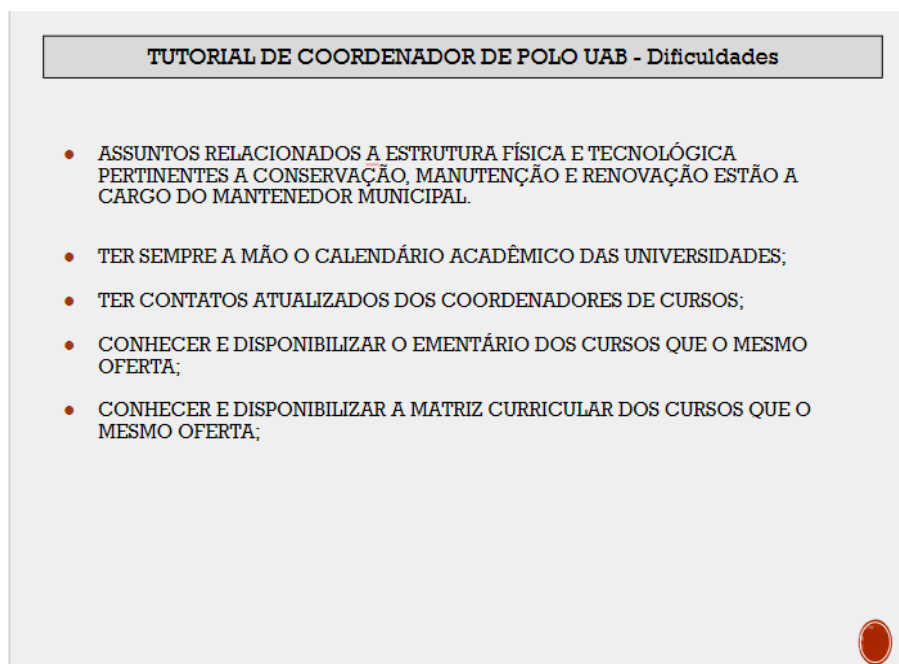 TUTORIAL DE COORDENADOR DE POLO UAB - Dificuldades
● ASSUNTOS RELACIONADOS A ESTRUTURA FÍSICA E TECNOLÓGICA
PERTINENTES A CONSERVAÇÃO, MANUTENÇÃO E RENOVAÇÃO ESTÃO A
CARGO DO MANTENEDOR MUNICIPAL.
● TER SEMPRE A MÃO O CALENDÁRIO ACADÊMICO DAS UNIVERSIDADES;
● TER CONTATOS ATUALIZADOS DOS COORDENADORES DE CURSOS;
● CONHECER E DISPONIBILIZAR O EMENTÁRIO DOS CURSOS QUE O MESMO
OFERTA;
● CONHECER E DISPONIBILIZAR A MATRIZ CURRICULAR DOS CURSOS QUE O
MESMO OFERTA;